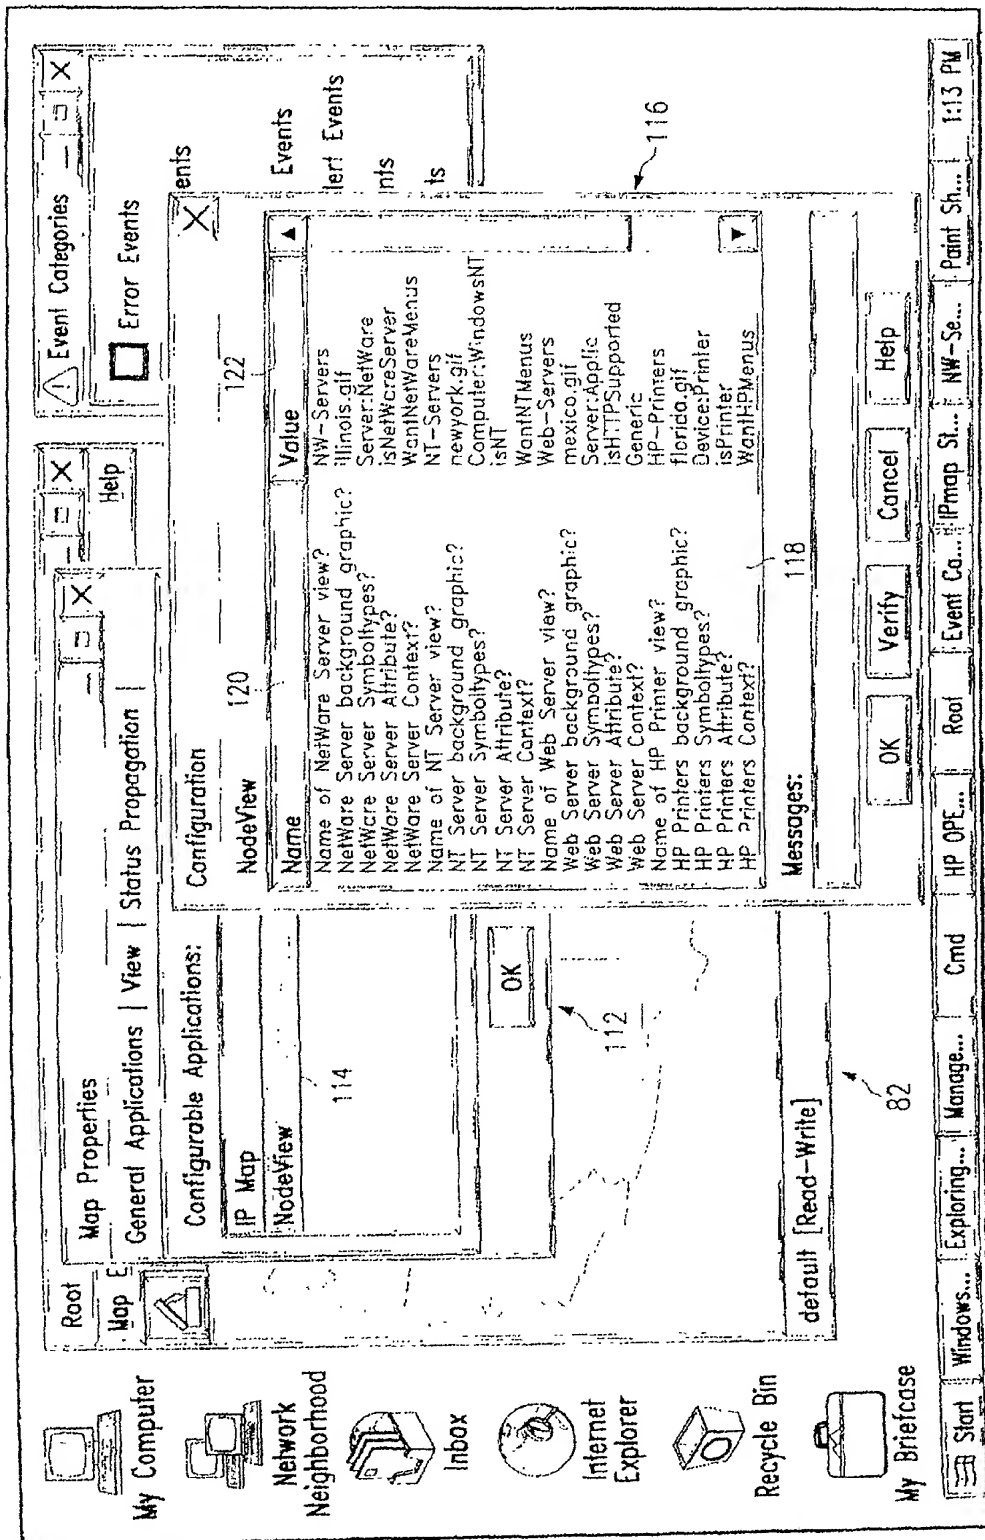 My Computer
Network
Neighborhood
Inbox
Internet
Explorer
Recycle Bin
My Briefcase
Root
Map E
Help
Map Properties
General Applications | View | Status Propagation |
Configurable Applications:
IP Map
NodeView
114
OK
112
default [Read-Write]
82
Event Categories
Error Events
ents
Events
lert Events
nts
ts
116
Configuration
NodeView
120
122
Name Value
Name of NetWare Server view? NW-Servers
NetWare Server background graphic? illinois.gif
NetWare Server Symboltypes? Server:NetWare
NetWare Server Attribute? isNetWareServer
NetWare Server Context? WantNetWareMenus
Name of NT Server view? NT-Servers
NT Server background graphic? newyork.gif
NT Server Symboltypes? Computer:WindowsNT
NT Server Attribute? isNT
NT Server Context? WantNTMenus
Name of Web Server view? Web-Servers
Web Server background graphic? mexico.gif
Web Server Symboltypes? Server:Applic
Web Server Attribute? isHTTPSupported
Web Server Context? Generic
Name of HP Printer view? HP-Printers
HP Printers background graphic? florida.gif
HP Printers Symboltypes? Device:Printer
HP Printers Attribute? isPrinter
HP Printers Context? WantHPMenus
118
Messages:
OK Verify Cancel Help
Start Windows... Exploring... Manage... Cmd HP OPE... Root Event Ca... IPmap St... NW-Se... Paint Sh... 1:13 PM